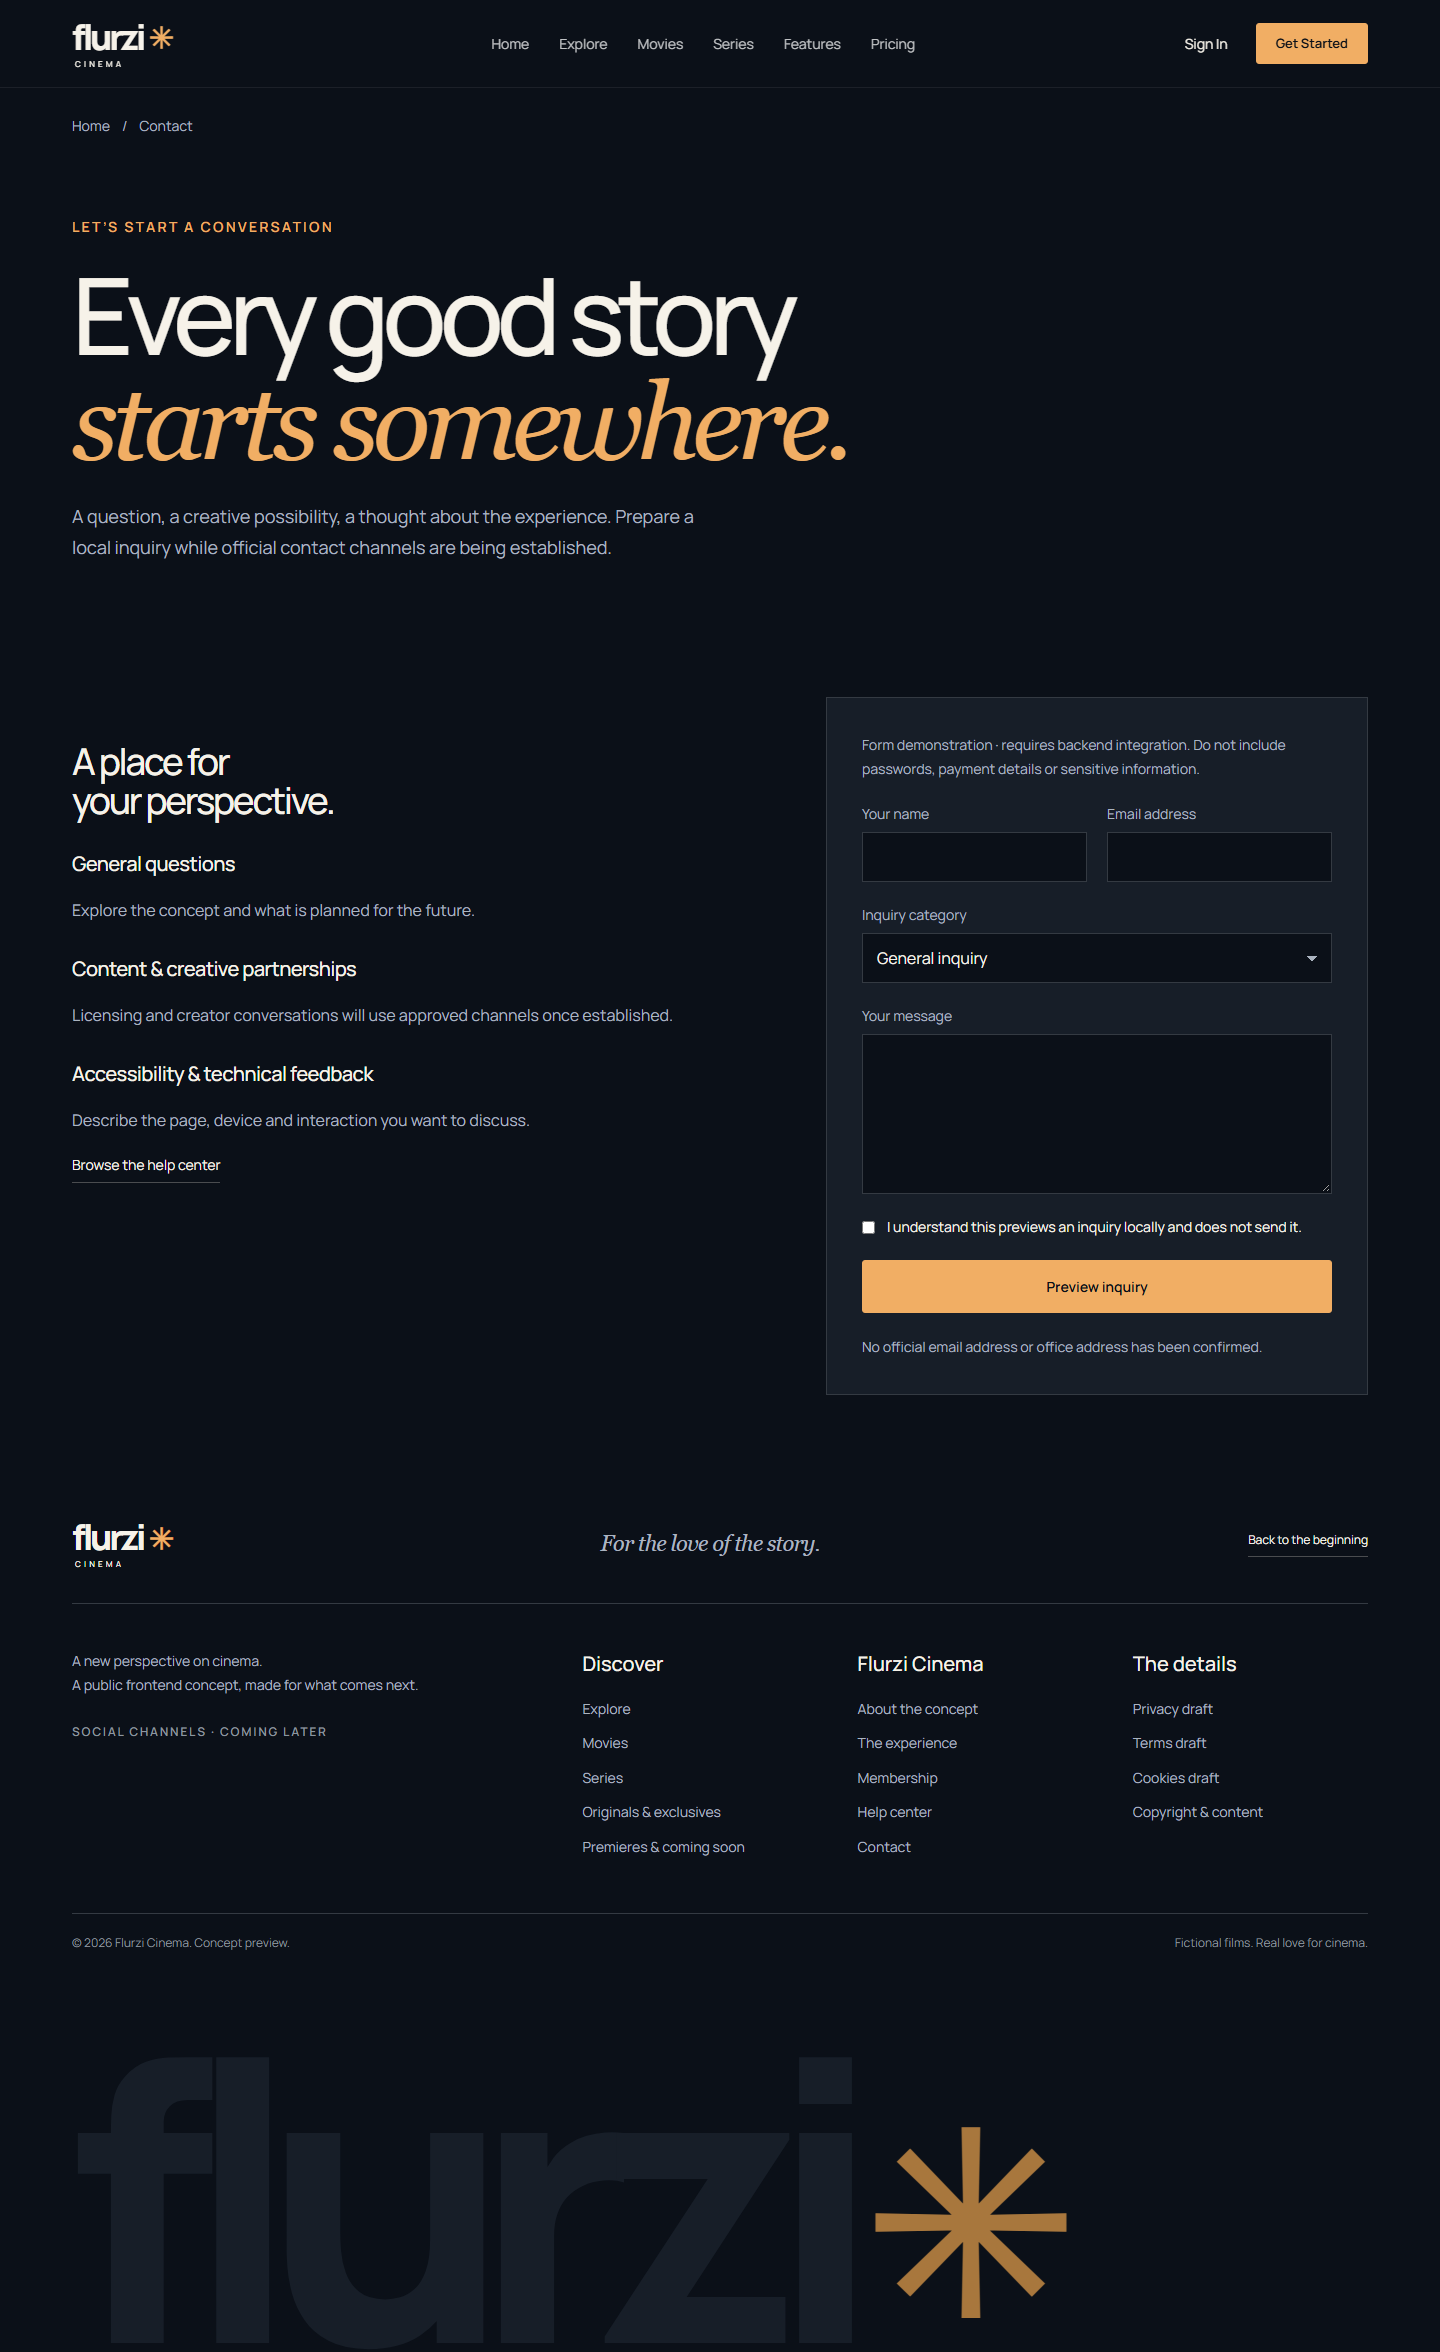 flurzi
CINEMA
Home Explore Movies Series Features Pricing
Sign In Get Started
Home / Contact
LET'S START A CONVERSATION
Every good story
starts somewhere.
A question, a creative possibility, a thought about the experience. Prepare a
local inquiry while official contact channels are being established.
A place for
your perspective.
General questions
Explore the concept and what is planned for the future.
Content & creative partnerships
Licensing and creator conversations will use approved channels once established.
Accessibility & technical feedback
Describe the page, device and interaction you want to discuss.
Browse the help center
Form demonstration · requires backend integration. Do not include
passwords, payment details or sensitive information.
Your name Email address
Inquiry category
General inquiry
Your message
I understand this previews an inquiry locally and does not send it.
Preview inquiry
No official email address or office address has been confirmed.
flurzi
CINEMA
For the love of the story.
Back to the beginning
A new perspective on cinema.
A public frontend concept, made for what comes next.
SOCIAL CHANNELS · COMING LATER
Discover
Explore
Movies
Series
Originals & exclusives
Premieres & coming soon
Flurzi Cinema
About the concept
The experience
Membership
Help center
Contact
The details
Privacy draft
Terms draft
Cookies draft
Copyright & content
© 2026 Flurzi Cinema. Concept preview.
Fictional films. Real love for cinema.
flurzi